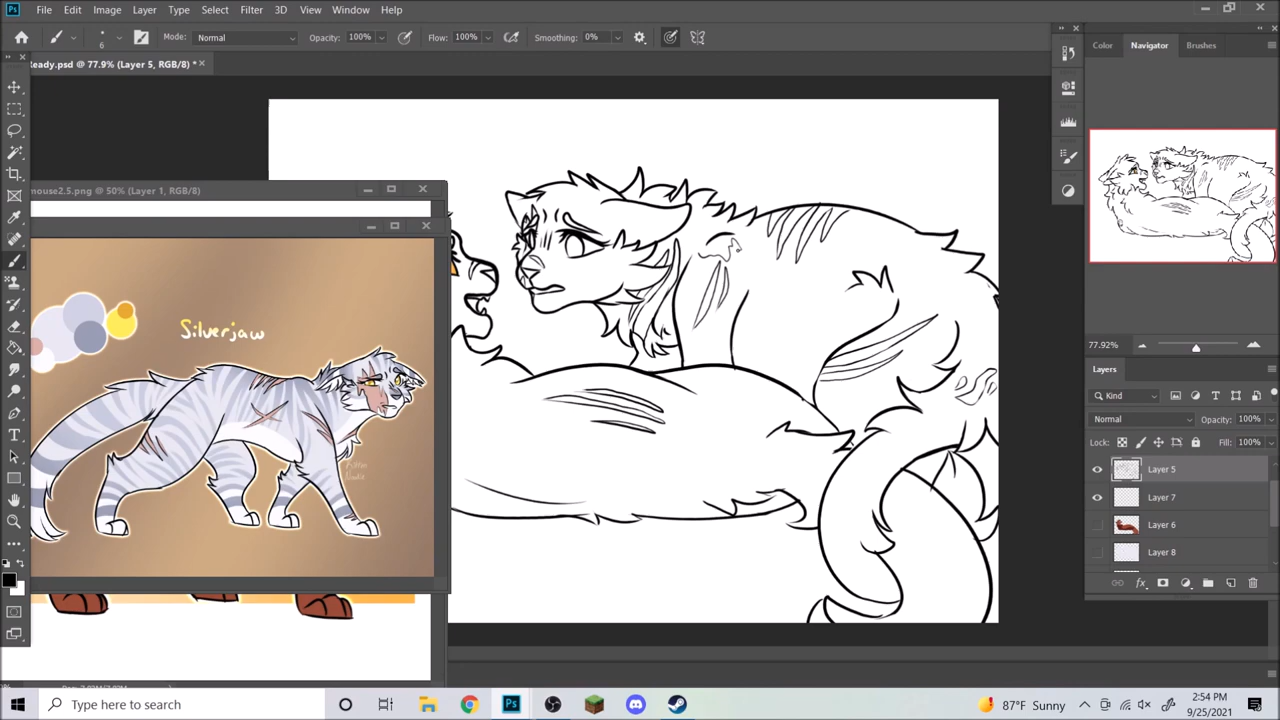 File Edit Image Layer Type Select Filter 3D View Window Help
6 Mode: Normal Opacity: 100% Flow: 100% Smoothing: 0%
Ready.psd @ 77.9% (Layer 5, RGB/8) *
Color Navigator Brushes
mouse2.5.png @ 50% (Layer 1, RGB/8)
Silverjaw
77.92%
Layers
Kind
Normal Opacity: 100%
Lock: Fill: 100%
Layer 5
Layer 7
Layer 6
Layer 8
Type here to search
87°F Sunny
2:54 PM
9/25/2021